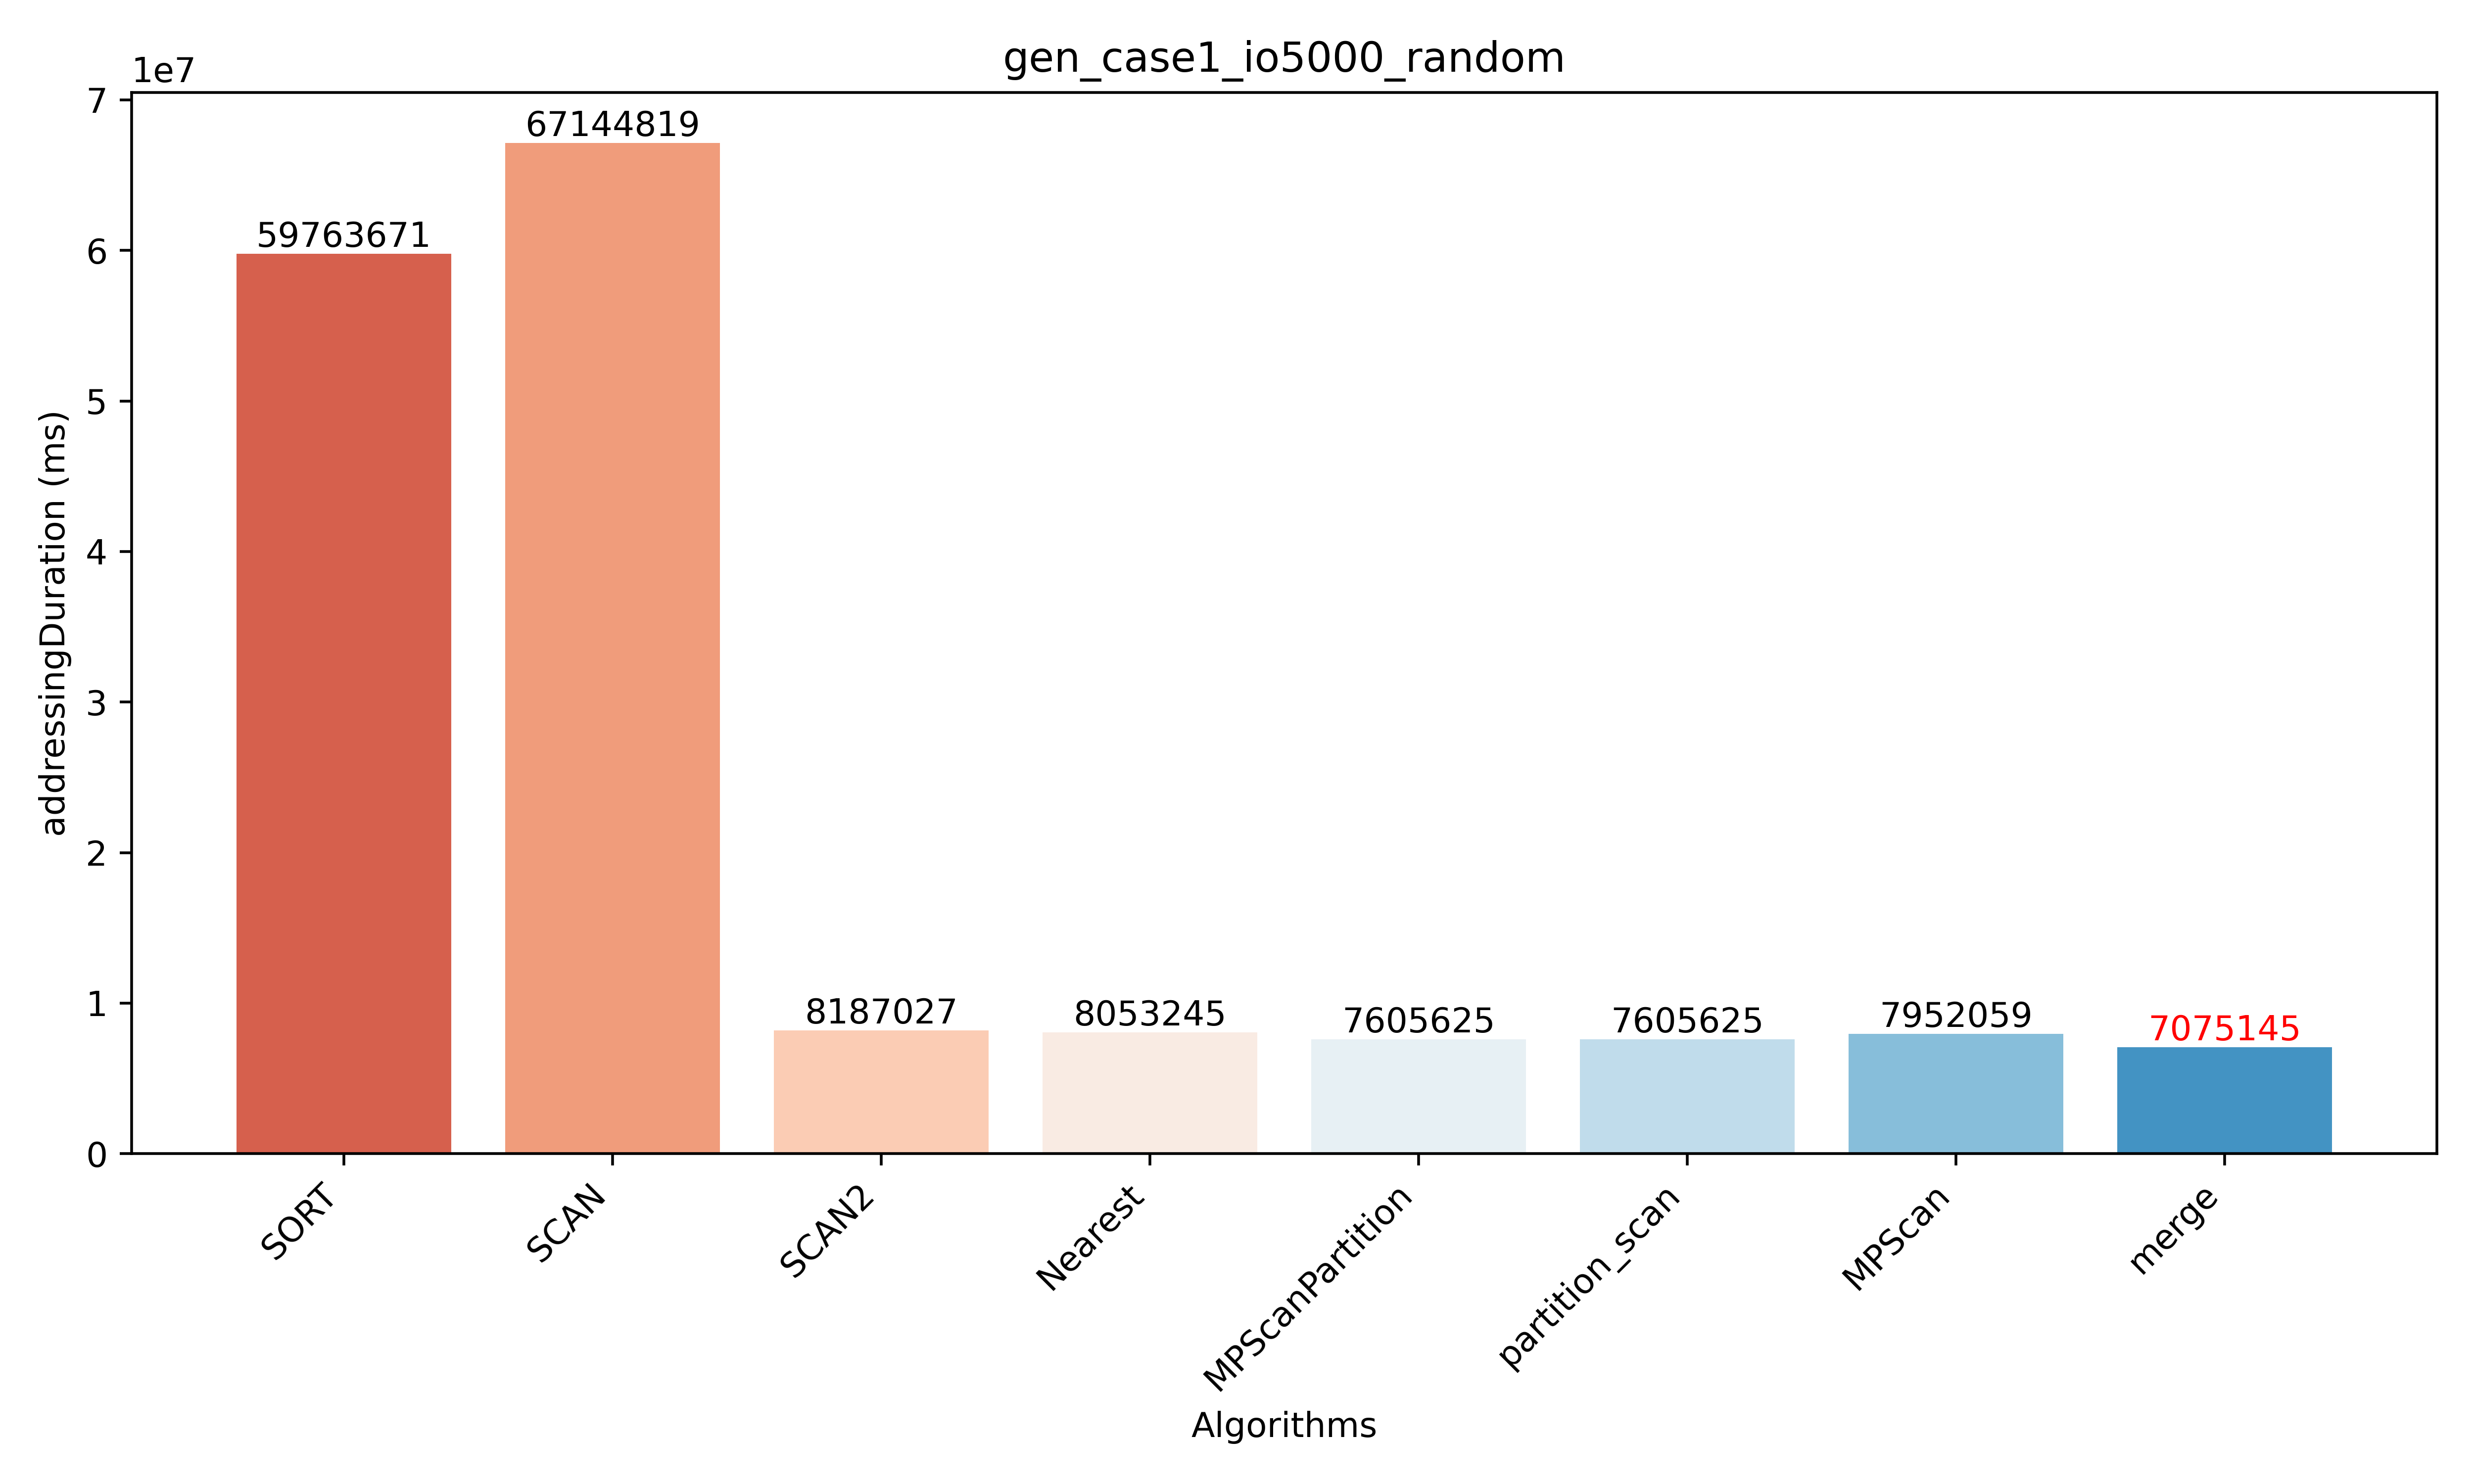 gen_case1_io5000_random
1e7
7
6
5
4
3
2
1
0
addressingDuration (ms)
59763671
67144819
8187027
8053245
7605625
7605625
7952059
7075145
SORT
SCAN
SCAN2
Nearest
MPScanPartition
partition_scan
MPScan
merge
Algorithms